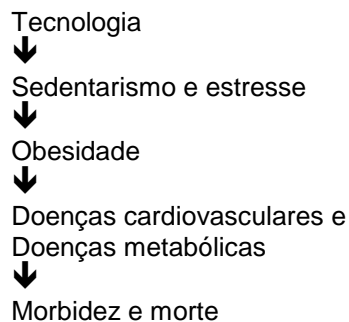 Tecnologia
🡻
Sedentarismo e estresse
🡻
Obesidade
🡻
Doenças cardiovasculares e
Doenças metabólicas
🡻
Morbidez e morte